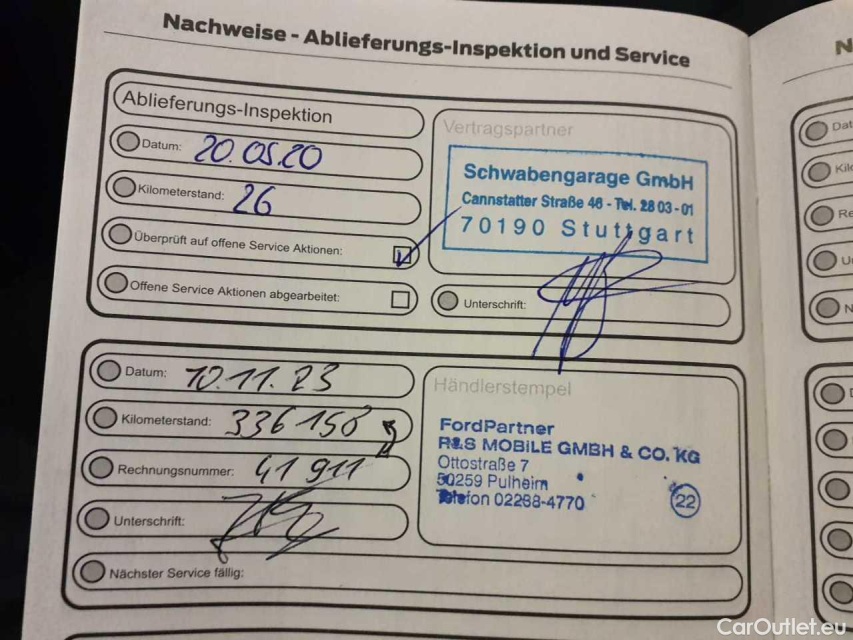 Nachweise - Ablieferungs-Inspektion und Service
Ablieferungs-Inspektion
Datum: 20.05.20
Kilometerstand: 26
Überprüft auf offene Service Aktionen:
Offene Service Aktionen abgearbeitet:
Vertragspartner
Schwabengarage GmbH
Cannstatter Straße 46 - Tel. 28 03-01
70190 Stuttgart
Unterschrift:
Datum: 10.11.23
Kilometerstand: 336 158
Rechnungsnummer: 41 911
Unterschrift:
Nächster Service fällig:
Händlerstempel
FordPartner
R&S MOBILE GMBH & CO. KG
Ottostraße 7
50259 Pulheim
Telefon 02238-4770
22
N
Dat
Kil
Re
U
N
CarOutlet.eu